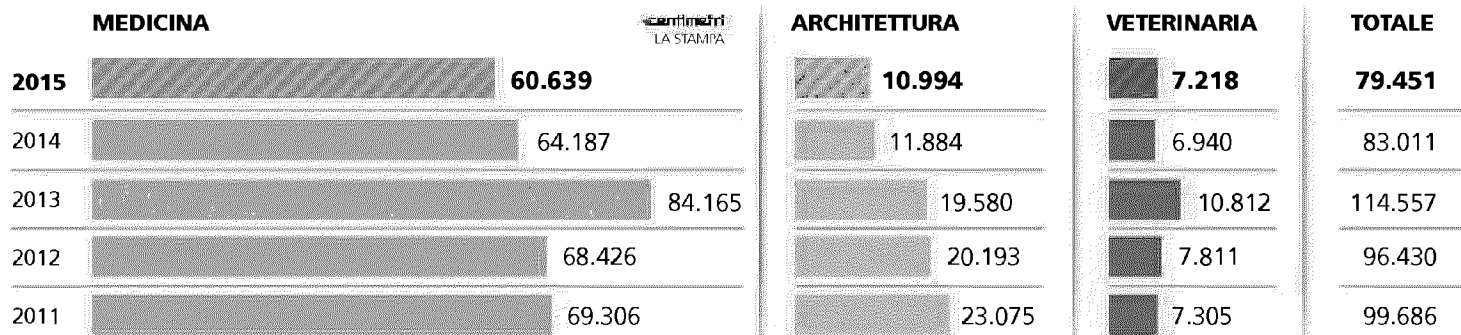 MEDICINA centimetri ARCHITETTURA VETERINARIA TOTALE
LA STAMPA
2015 60.639 10.994 7.218 79.451
2014 64.187 11.884 6.940 83.011
2013 84.165 19.580 10.812 114.557
2012 68.426 20.193 7.811 96.430
2011 69.306 23.075 7.305 99.686